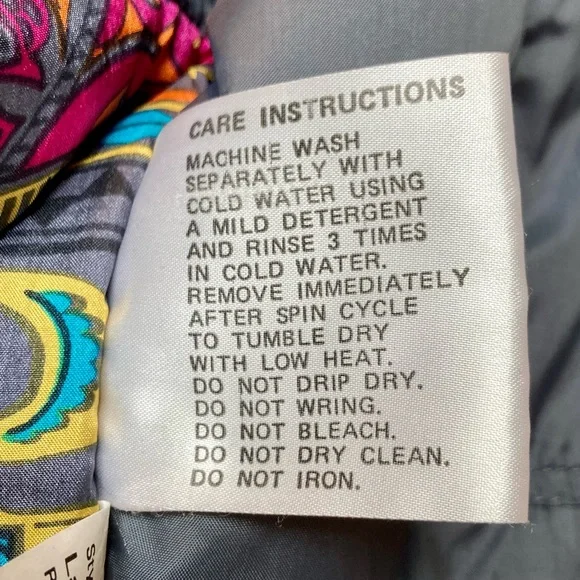 CARE INSTRUCTIONS
MACHINE WASH
SEPARATELY WITH
COLD WATER USING
A MILD DETERGENT
AND RINSE 3 TIMES
IN COLD WATER.
REMOVE IMMEDIATELY
AFTER SPIN CYCLE
TO TUMBLE DRY
WITH LOW HEAT.
DO NOT DRIP DRY.
DO NOT WRING.
DO NOT BLEACH.
DO NOT DRY CLEAN.
DO NOT IRON.